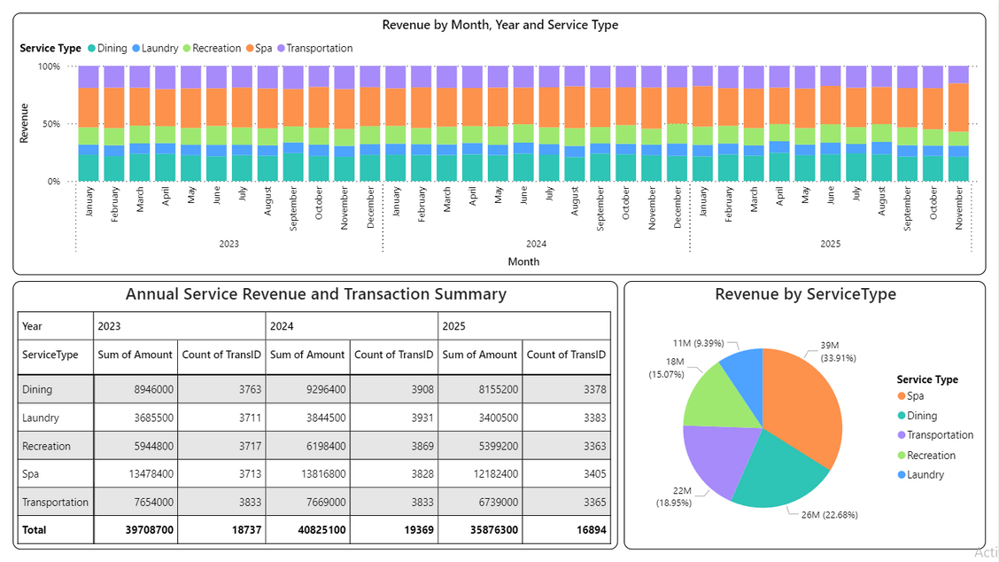 Revenue by Month, Year and Service Type
Service Type Dining Laundry Recreation Spa Transportation
100%
50%
0%
Revenue
January February March April May June July August September October November December January February March April May June July August September October November December January February March April May June July August September October November
2023 2024 2025
Month
Annual Service Revenue and Transaction Summary
Year 2023 2024 2025
ServiceType Sum of Amount Count of TransID Sum of Amount Count of TransID Sum of Amount Count of TransID
Dining 8946000 3763 9296400 3908 8155200 3378
Laundry 3685500 3711 3844500 3931 3400500 3383
Recreation 5944800 3717 6198400 3869 5399200 3363
Spa 13478400 3713 13816800 3828 12182400 3405
Transportation 7654000 3833 7669000 3833 6739000 3365
Total 39708700 18737 40825100 19369 35876300 16894
Revenue by ServiceType
11M (9.39%)
39M
(33.91%)
18M
(15.07%)
22M
(18.95%)
26M (22.68%)
Service Type
Spa
Dining
Transportation
Recreation
Laundry
Acti